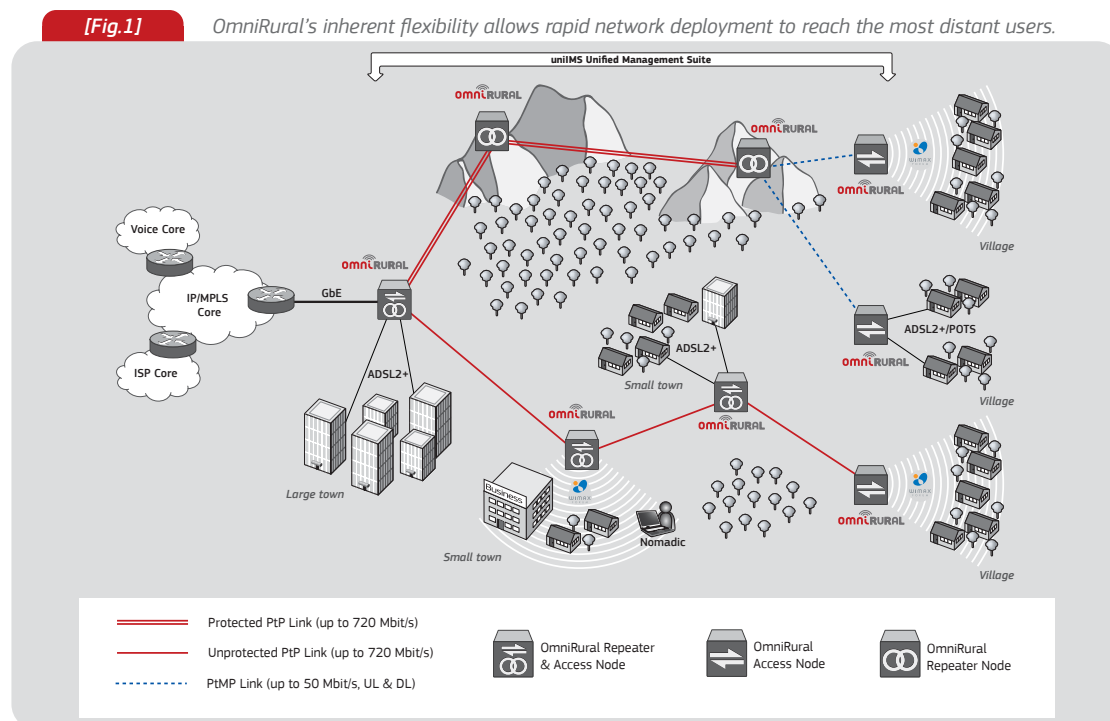 [Fig.1]
OmniRural's inherent flexibility allows rapid network deployment to reach the most distant users.
uniIMS Unified Management Suite
omniRURAL
omniRURAL
omniRURAL
WiMAX
Village
Voice Core
omniRURAL
IP/MPLS
Core
GbE
ISP Core
ADSL2+
Large town
ADSL2+
Small town
ADSL2+/POTS
omniRURAL
Village
omniRURAL
omniRURAL
Business
WiMAX
Nomadic
Small town
WiMAX
omniRURAL
Village
Protected PtP Link (up to 720 Mbit/s)
Unprotected PtP Link (up to 720 Mbit/s)
PtMP Link (up to 50 Mbit/s, UL & DL)
OmniRural Repeater
& Access Node
OmniRural
Access Node
OmniRural
Repeater Node